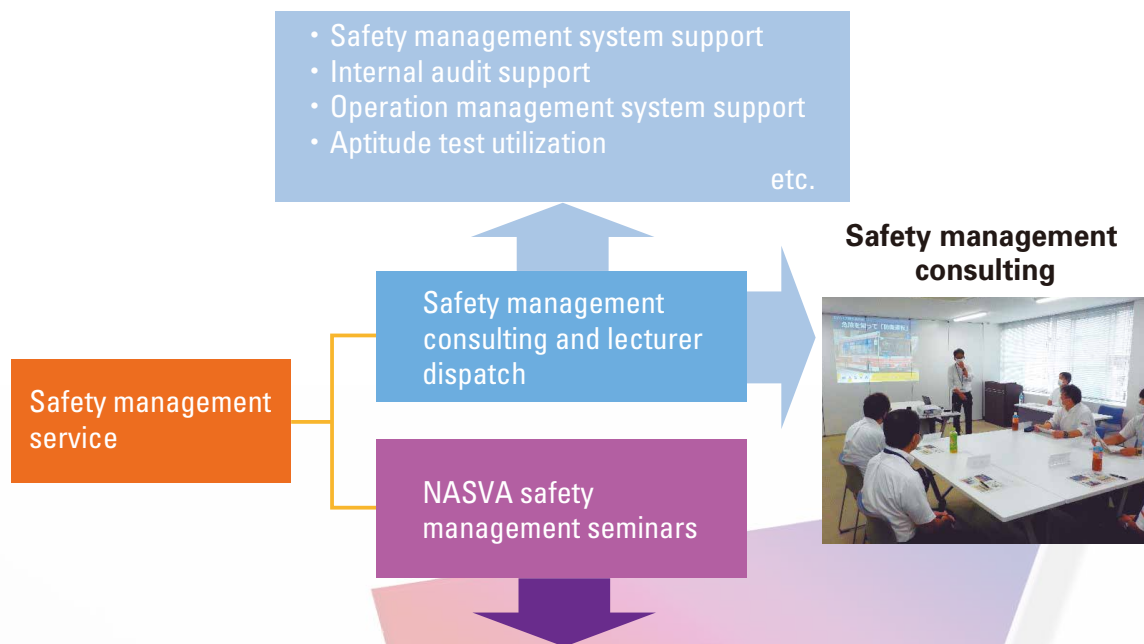 ・Safety management system support
・Internal audit support
・Operation management system support
・Aptitude test utilization
etc.
Safety management
consulting
Safety management
consulting and lecturer
dispatch
Safety management
service
NASVA safety
management seminars